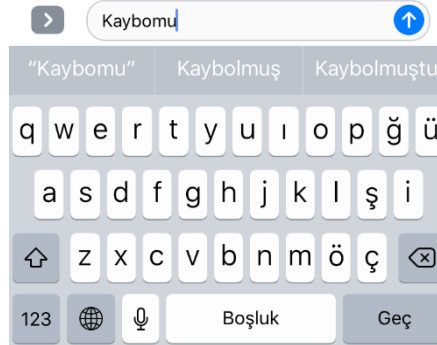 Kaybomu
“Kaybomu” Kaybolmuş Kaybolmuştu
q w e r t y u ı o p ğ ü
a s d f g h j k l ş i
z x c v b n m ö ç
123 Boşluk Geç